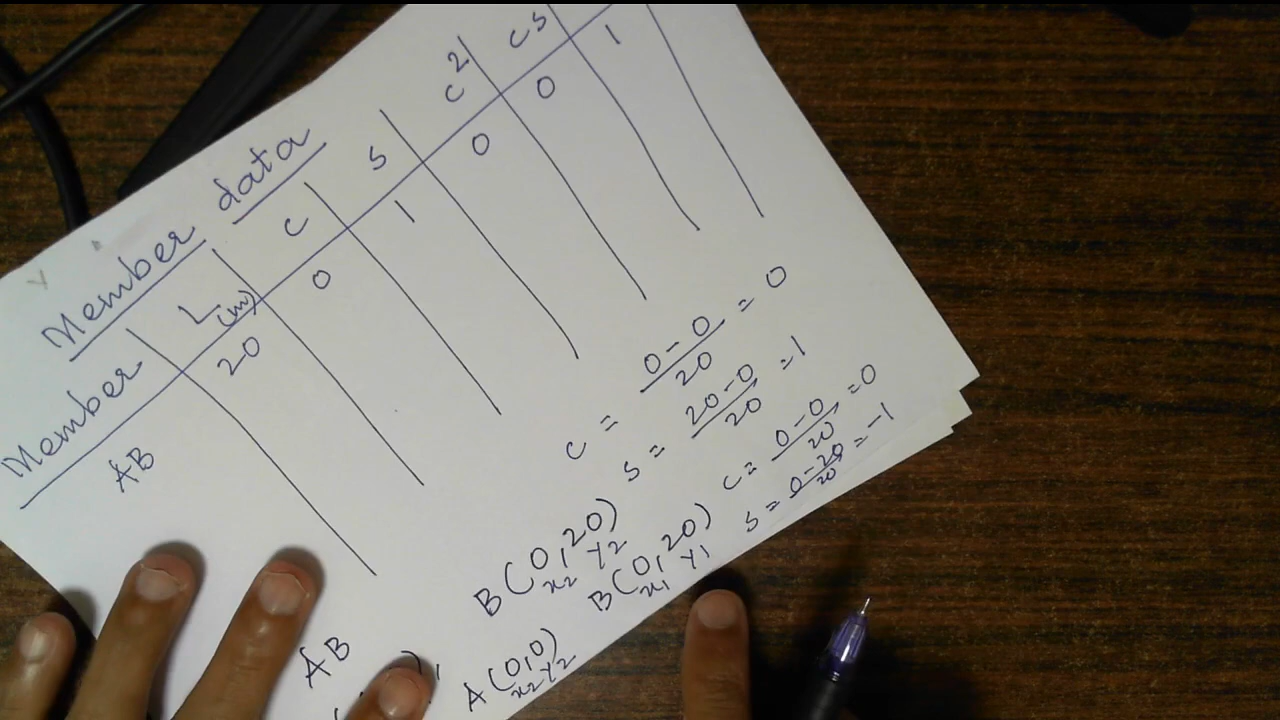 Member data
Member L(m) C S C² CS
AB 20 0 1 0 0 1
C = (0-0)/20 = 0
S = (20-0)/20 = 1
AB B(0,20)
x2 y2
A(0,0) B(0,20)
x2 y2 x1 y1
C = (0-0)/20 = 0
S = (0-20)/20 = -1